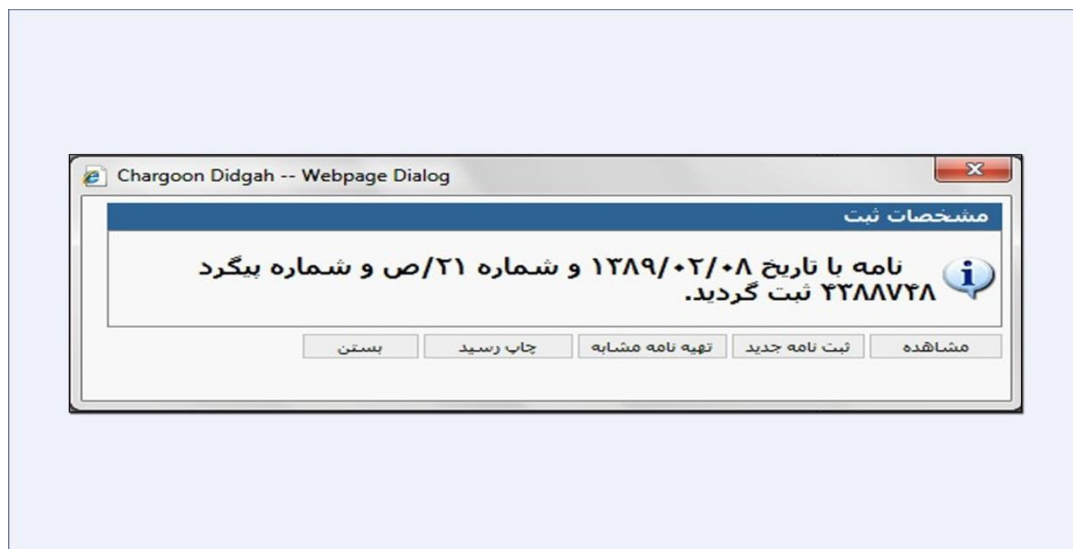 Chargoon Didgah -- Webpage Dialog
مشخصات ثبت
نامه با تاریخ ۱۳۸۹/۰۲/۰۸ و شماره ۲۱/ص و شماره پیگرد
۴۳۸۸۷۴۸ ثبت گردید.
مشاهده ثبت نامه جدید تهیه نامه مشابه چاپ رسید بستن